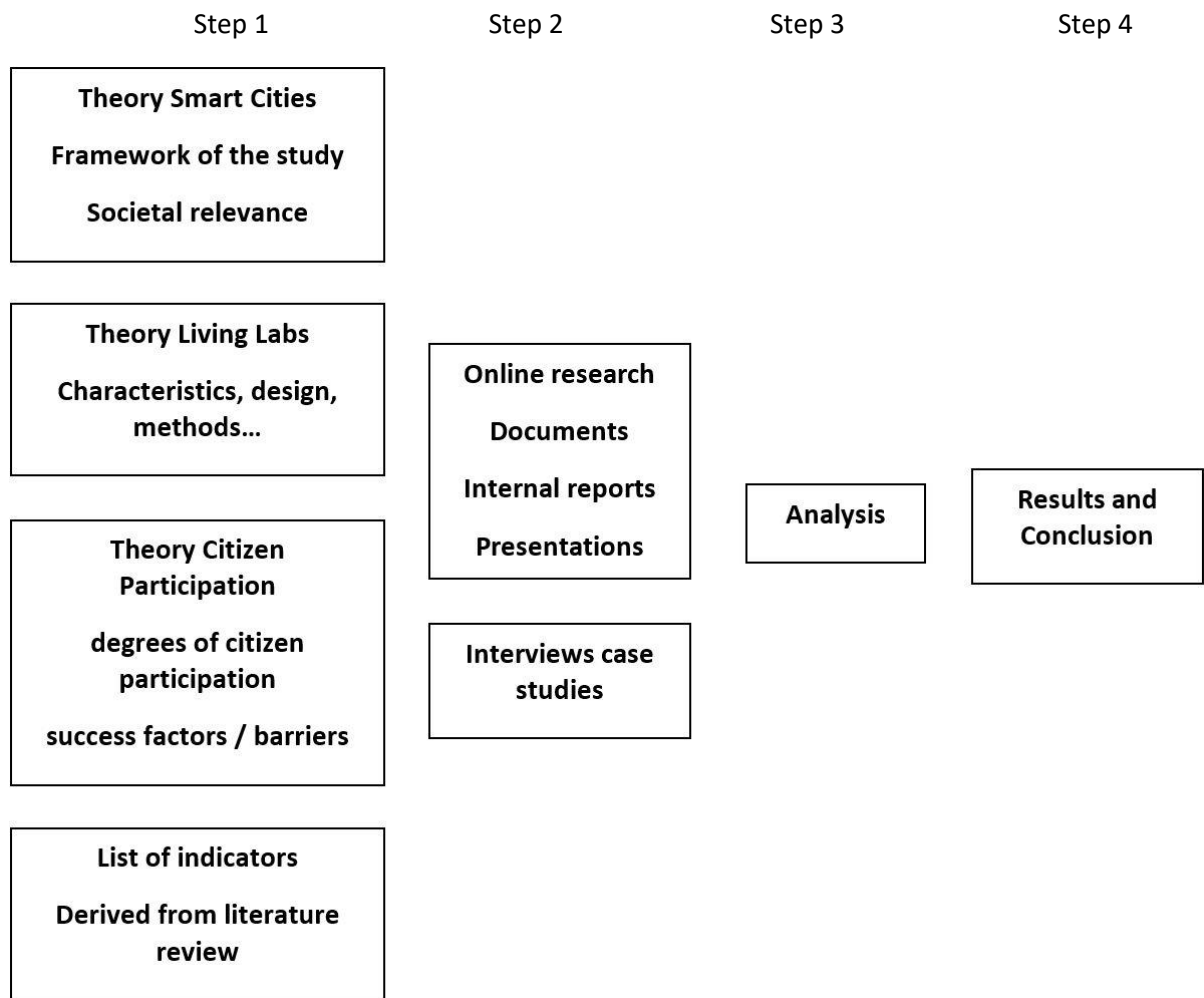 Step 1 Step 2 Step 3 Step 4
Theory Smart Cities
Framework of the study
Societal relevance
Theory Living Labs
Characteristics, design,
methods…
Theory Citizen
Participation
degrees of citizen
participation
success factors / barriers
List of indicators
Derived from literature
review
Online research
Documents
Internal reports
Presentations
Interviews case
studies
Analysis
Results and
Conclusion